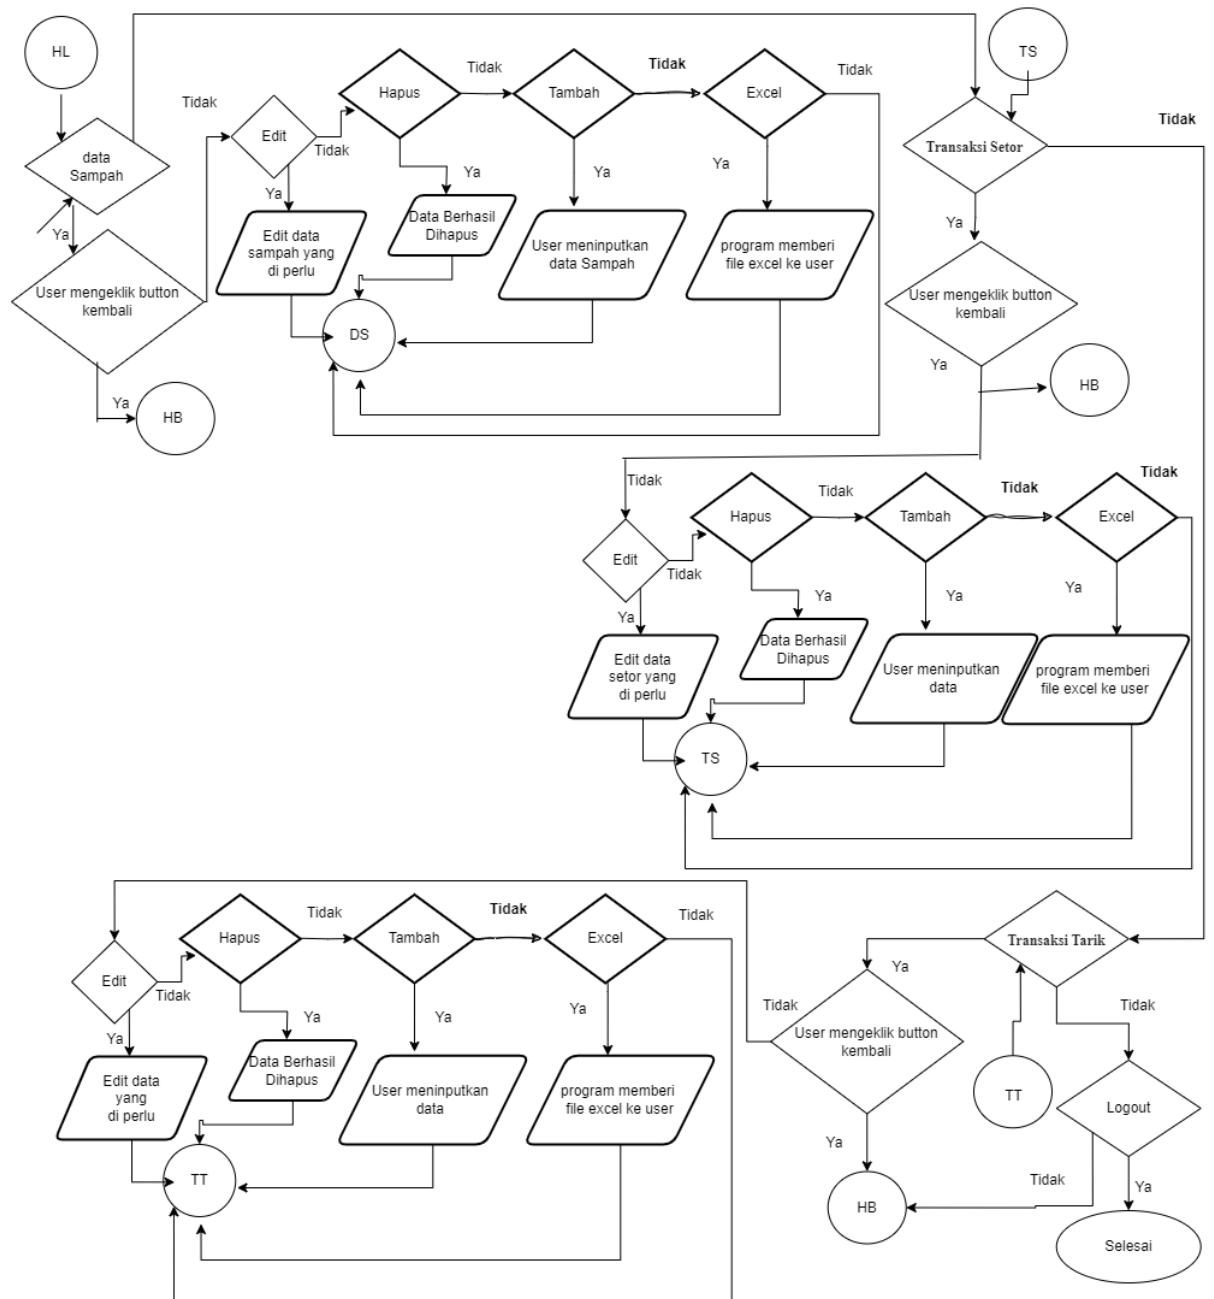 HL
TS
Tidak
Tidak
Tidak
Tidak
Tidak
Hapus
Tambah
Excel
Edit
Tidak
data
Sampah
Transaksi Setor
Ya
Ya
Ya
Ya
Ya
Ya
Edit data
sampah yang
di perlu
Data Berhasil
Dihapus
User meninputkan
data Sampah
program memberi
file excel ke user
User mengeklik button
kembali
User mengeklik button
kembali
DS
Ya
HB
Ya
HB
Tidak
Tidak
Tidak
Tidak
Hapus
Tambah
Excel
Edit
Tidak
Ya
Ya
Ya
Ya
Edit data
setor yang
di perlu
Data Berhasil
Dihapus
User meninputkan
data
program memberi
file excel ke user
TS
Tidak
Tidak
Tidak
Hapus
Tambah
Excel
Transaksi Tarik
Edit
Tidak
Ya
Tidak
Tidak
Ya
Ya
Ya
Ya
User mengeklik button
kembali
Edit data
yang
di perlu
Data Berhasil
Dihapus
User meninputkan
data
program memberi
file excel ke user
TT
Logout
Ya
TT
Tidak
Ya
HB
Selesai